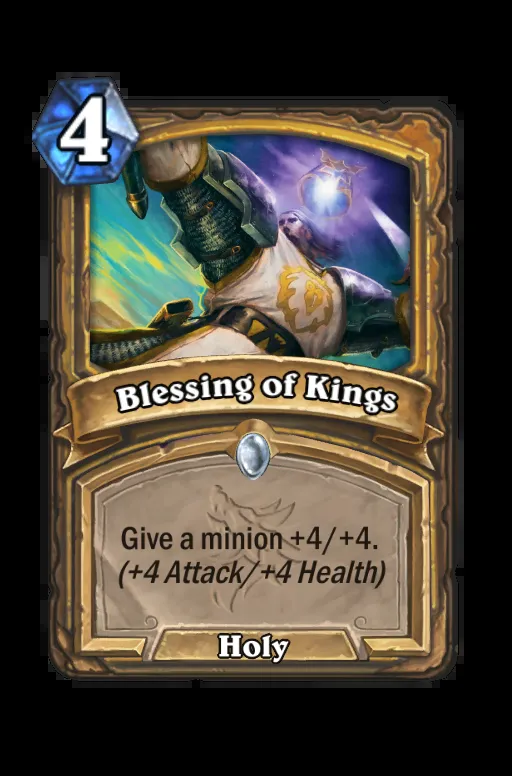 4
Blessing of Kings
Give a minion +4/+4.
(+4 Attack/+4 Health)
Holy